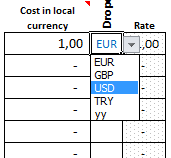 Cost in local
currency
Drop
Rate
1,00 EUR ,00
EUR
- GBP -
- USD -
- TRY -
- yy -
- -